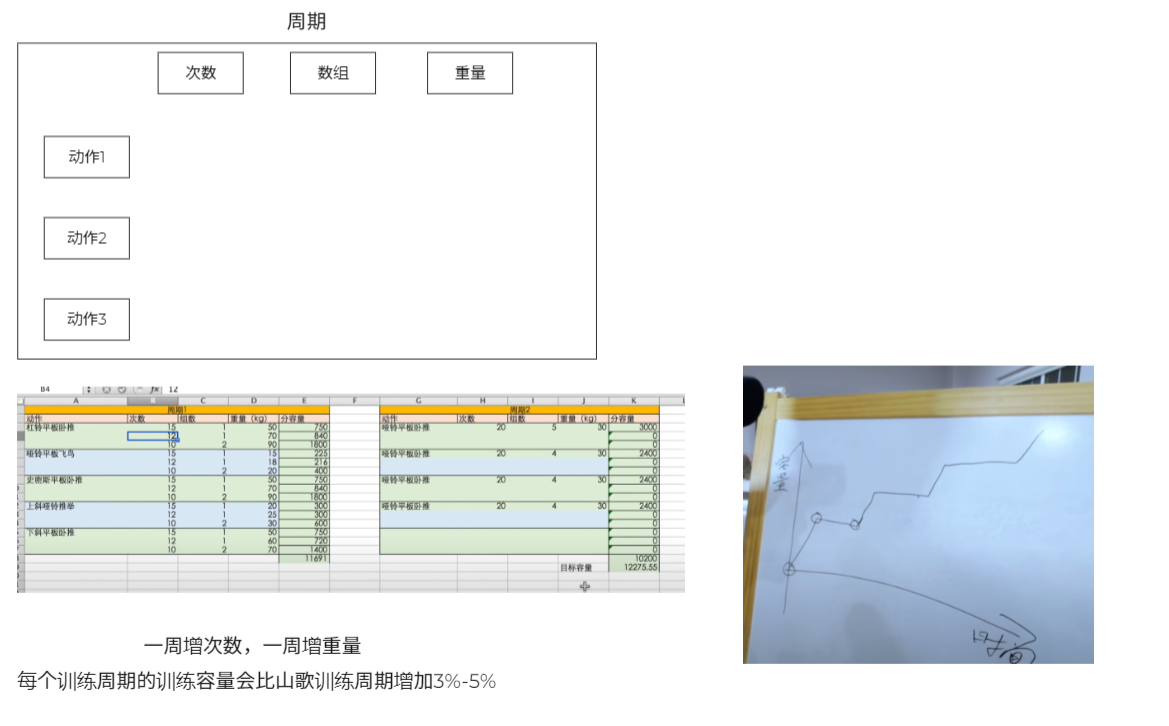 周期
次数 数组 重量
动作1
动作2
动作3
B4 fx 12
A B C D E F G H I J K
周期1 周期2
动作 次数 组数 重量（kg） 分容量 动作 次数 组数 重量（kg） 分容量
杠铃平板卧推 15 1 50 750 哑铃平板卧推 20 5 30 3000
12 1 70 840 0
10 2 90 1800 0
哑铃平板飞鸟 15 1 15 225 哑铃平板卧推 20 4 30 2400
12 1 18 216 0
10 2 20 400 0
史密斯平板卧推 15 1 50 750 哑铃平板卧推 20 4 30 2400
12 1 70 840 0
10 2 90 1800 0
上斜哑铃推举 15 1 20 300 哑铃平板卧推 20 4 30 2400
12 1 25 300 0
10 2 30 600 0
下斜平板卧推 15 1 50 750 0
12 1 60 720 0
10 2 70 1400 0
11691 10200
目标容量 12275.55
容量
一周增次数，一周增重量
每个训练周期的训练容量会比山歌训练周期增加3%-5%